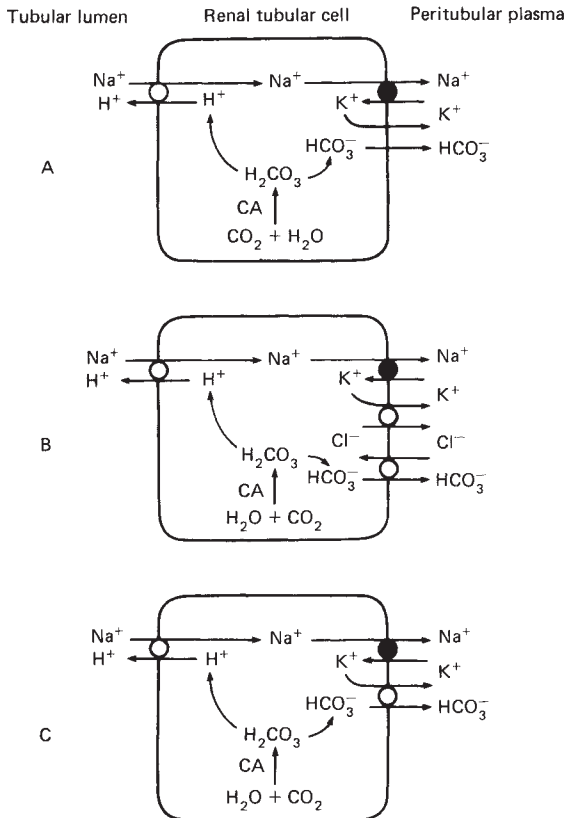 Tubular lumen Renal tubular cell Peritubular plasma
Na⁺ Na⁺ Na⁺
H⁺ H⁺ K⁺ K⁺
HCO₃⁻ HCO₃⁻
A
H₂CO₃
CA
CO₂ + H₂O
Na⁺ Na⁺ Na⁺
H⁺ H⁺ K⁺ K⁺
Cl⁻ Cl⁻
B
H₂CO₃
HCO₃⁻ HCO₃⁻
CA
H₂O + CO₂
Na⁺ Na⁺ Na⁺
H⁺ H⁺ K⁺ K⁺
HCO₃⁻ HCO₃⁻
C
H₂CO₃
CA
H₂O + CO₂